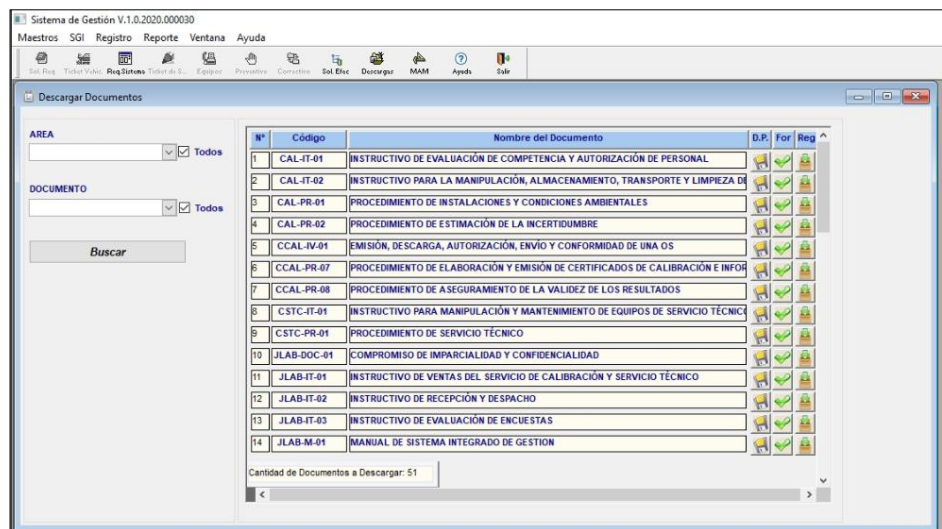 Sistema de Gestión V.1.0.2020.000030
Maestros SGI Registro Reporte Ventana Ayuda
Sol. Req Ticket Vehic. Req.Sistema Ticket de S... Equipos Preventivo Correctivo Sol. Efec Descargar MAM Ayuda Salir
Descargar Documentos
AREA
Todos
DOCUMENTO
Todos
Buscar
N° Código Nombre del Documento D.P. For Reg
1 CAL-IT-01 INSTRUCTIVO DE EVALUACIÓN DE COMPETENCIA Y AUTORIZACIÓN DE PERSONAL
2 CAL-IT-02 INSTRUCTIVO PARA LA MANIPULACIÓN, ALMACENAMIENTO, TRANSPORTE Y LIMPIEZA DE
3 CAL-PR-01 PROCEDIMIENTO DE INSTALACIONES Y CONDICIONES AMBIENTALES
4 CAL-PR-02 PROCEDIMIENTO DE ESTIMACIÓN DE LA INCERTIDUMBRE
5 CCAL-IV-01 EMISIÓN, DESCARGA, AUTORIZACIÓN, ENVÍO Y CONFORMIDAD DE UNA OS
6 CCAL-PR-07 PROCEDIMIENTO DE ELABORACIÓN Y EMISIÓN DE CERTIFICADOS DE CALIBRACIÓN E INFOR
7 CCAL-PR-08 PROCEDIMIENTO DE ASEGURAMIENTO DE LA VALIDEZ DE LOS RESULTADOS
8 CSTC-IT-01 INSTRUCTIVO PARA MANIPULACIÓN Y MANTENIMIENTO DE EQUIPOS DE SERVICIO TÉCNICO
9 CSTC-PR-01 PROCEDIMIENTO DE SERVICIO TÉCNICO
10 JLAB-DOC-01 COMPROMISO DE IMPARCIALIDAD Y CONFIDENCIALIDAD
11 JLAB-IT-01 INSTRUCTIVO DE VENTAS DEL SERVICIO DE CALIBRACIÓN Y SERVICIO TÉCNICO
12 JLAB-IT-02 INSTRUCTIVO DE RECEPCIÓN Y DESPACHO
13 JLAB-IT-03 INSTRUCTIVO DE EVALUACIÓN DE ENCUESTAS
14 JLAB-M-01 MANUAL DE SISTEMA INTEGRADO DE GESTION
Cantidad de Documentos a Descargar: 51